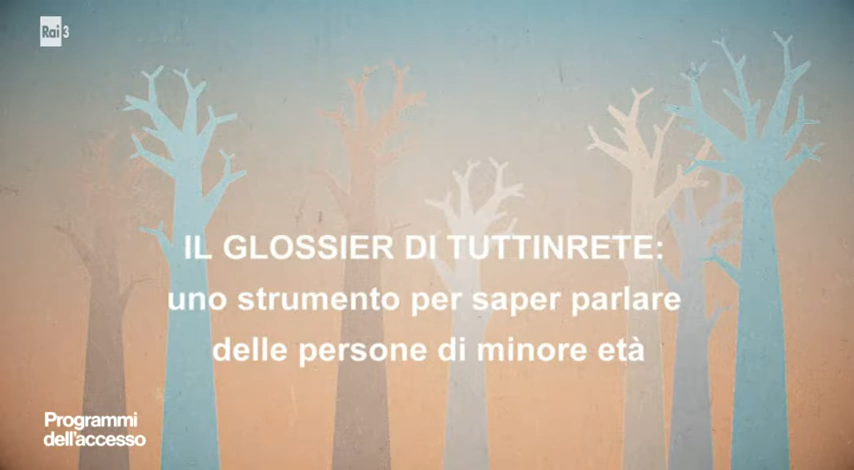 Rai 3
IL GLOSSIER DI TUTTINRETE:
uno strumento per saper parlare
delle persone di minore età
Programmi
dell'accesso